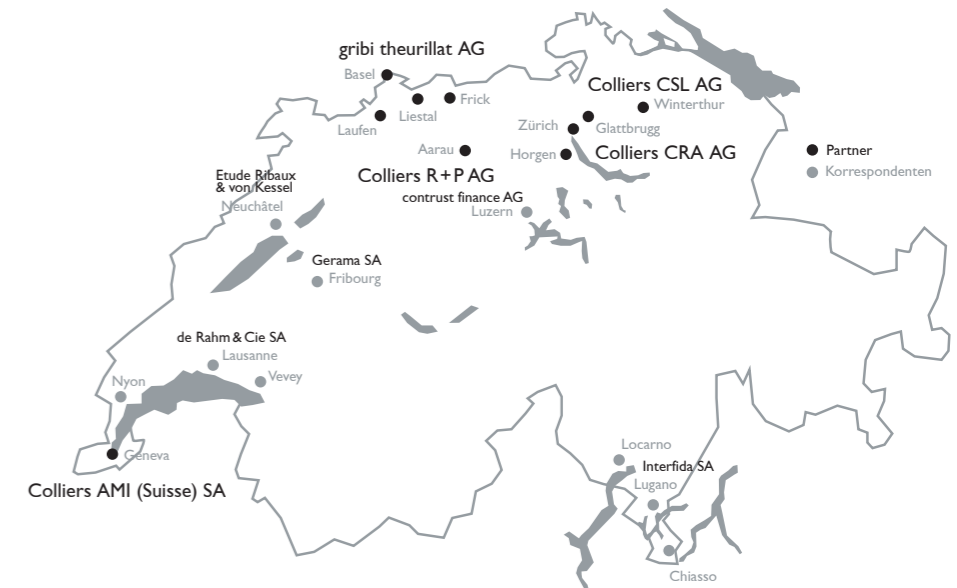 gribi theurillat AG
Basel
Colliers CSL AG
Frick
Winterthur
Liestal
Laufen
Zürich
Glattbrugg
Aarau
Horgen
Colliers CRA AG
Partner
Korrespondenten
Colliers R+P AG
Etude Ribaux
& von Kessel
contrust finance AG
Neuchâtel
Luzern
Gerama SA
Fribourg
de Rahm & Cie SA
Lausanne
Nyon
Vevey
Geneva
Colliers AMI (Suisse) SA
Locarno
Interfida SA
Lugano
Chiasso